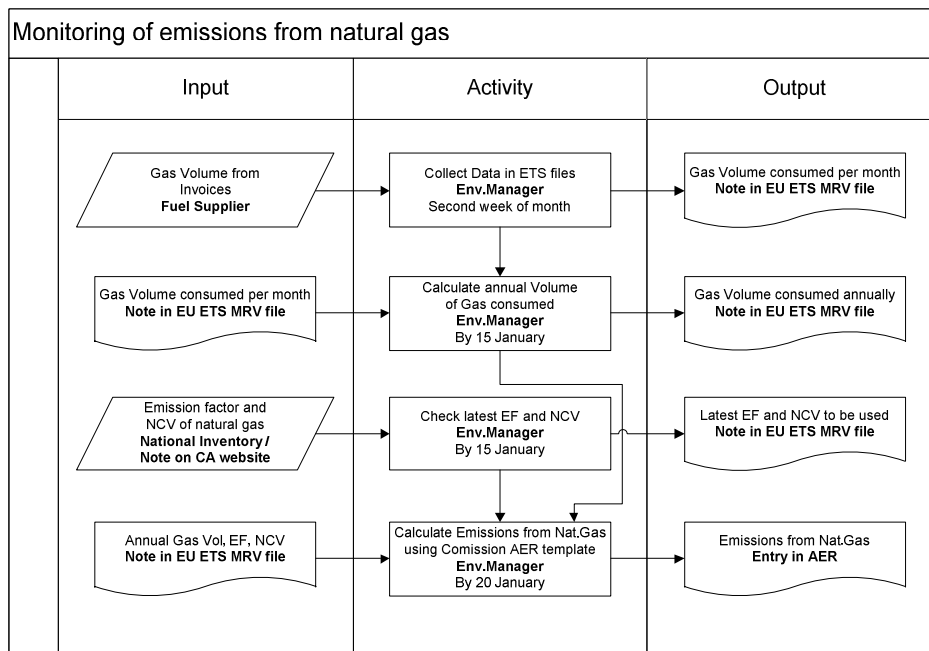 Monitoring of emissions from natural gas
Input
Activity
Output
Gas Volume from
Invoices
Fuel Supplier
Collect Data in ETS files
Env.Manager
Second week of month
Gas Volume consumed per month
Note in EU ETS MRV file
Gas Volume consumed per month
Note in EU ETS MRV file
Calculate annual Volume
of Gas consumed
Env.Manager
By 15 January
Gas Volume consumed annually
Note in EU ETS MRV file
Emission factor and
NCV of natural gas
National Inventory /
Note on CA website
Check latest EF and NCV
Env.Manager
By 15 January
Latest EF and NCV to be used
Note in EU ETS MRV file
Annual Gas Vol, EF, NCV
Note in EU ETS MRV file
Calculate Emissions from Nat.Gas
using Comission AER template
Env.Manager
By 20 January
Emissions from Nat.Gas
Entry in AER